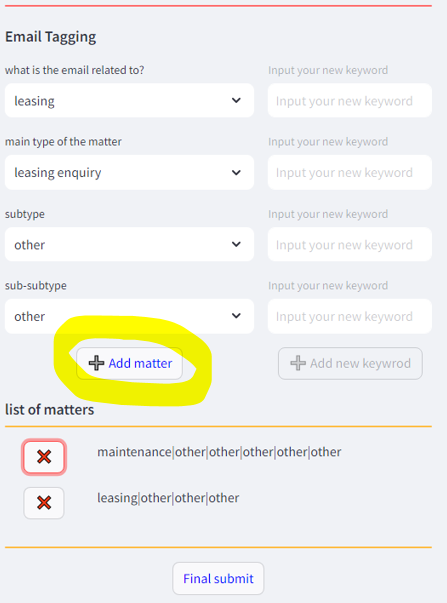 Email Tagging
what is the email related to? Input your new keyword
leasing Input your new keyword
main type of the matter Input your new keyword
leasing enquiry Input your new keyword
subtype Input your new keyword
other Input your new keyword
sub-subtype Input your new keyword
other Input your new keyword
Add matter Add new keywrod
list of matters
maintenance|other|other|other|other|other
leasing|other|other|other
Final submit